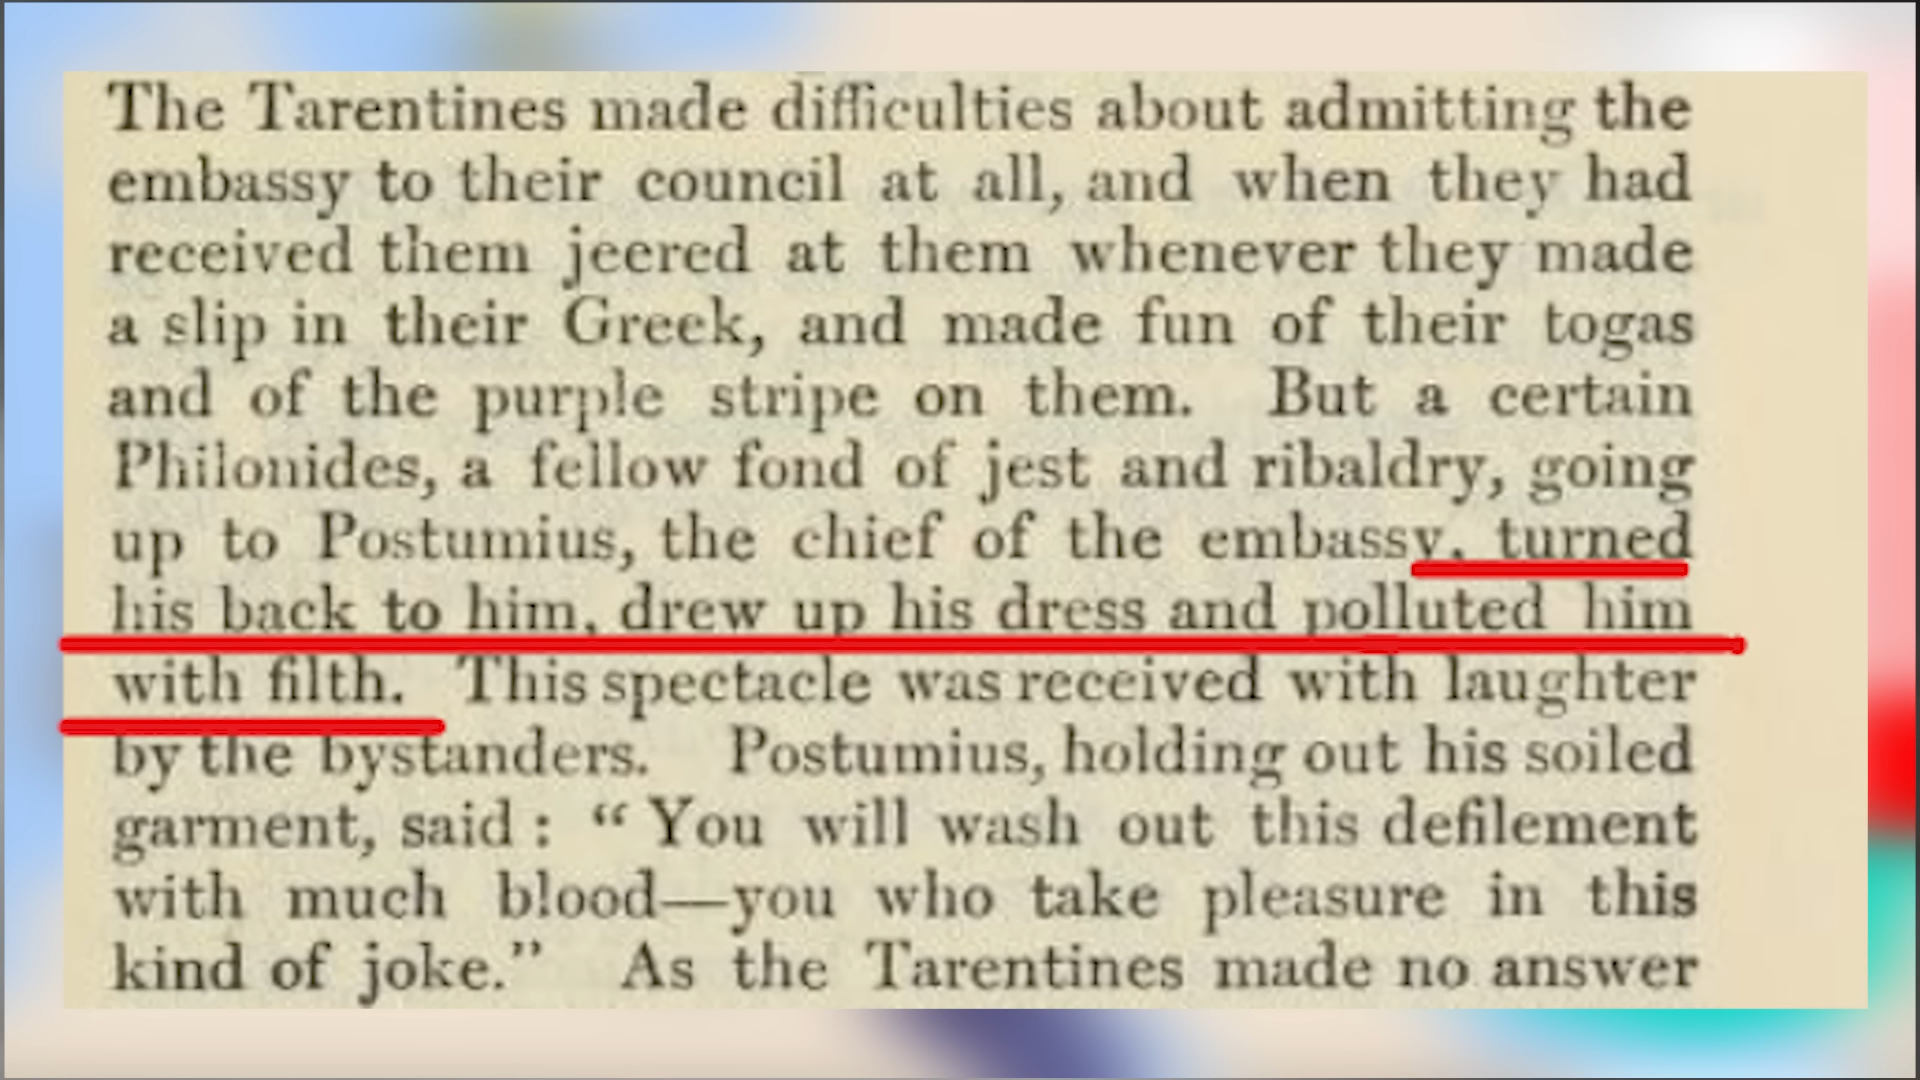 The Tarentines made difficulties about admitting the
embassy to their council at all, and when they had
received them jeered at them whenever they made
a slip in their Greek, and made fun of their togas
and of the purple stripe on them. But a certain
Philonides, a fellow fond of jest and ribaldry, going
up to Postumius, the chief of the embassy, turned
his back to him, drew up his dress and polluted him
with filth. This spectacle was received with laughter
by the bystanders. Postumius, holding out his soiled
garment, said : “ You will wash out this defilement
with much blood—you who take pleasure in this
kind of joke.” As the Tarentines made no answer